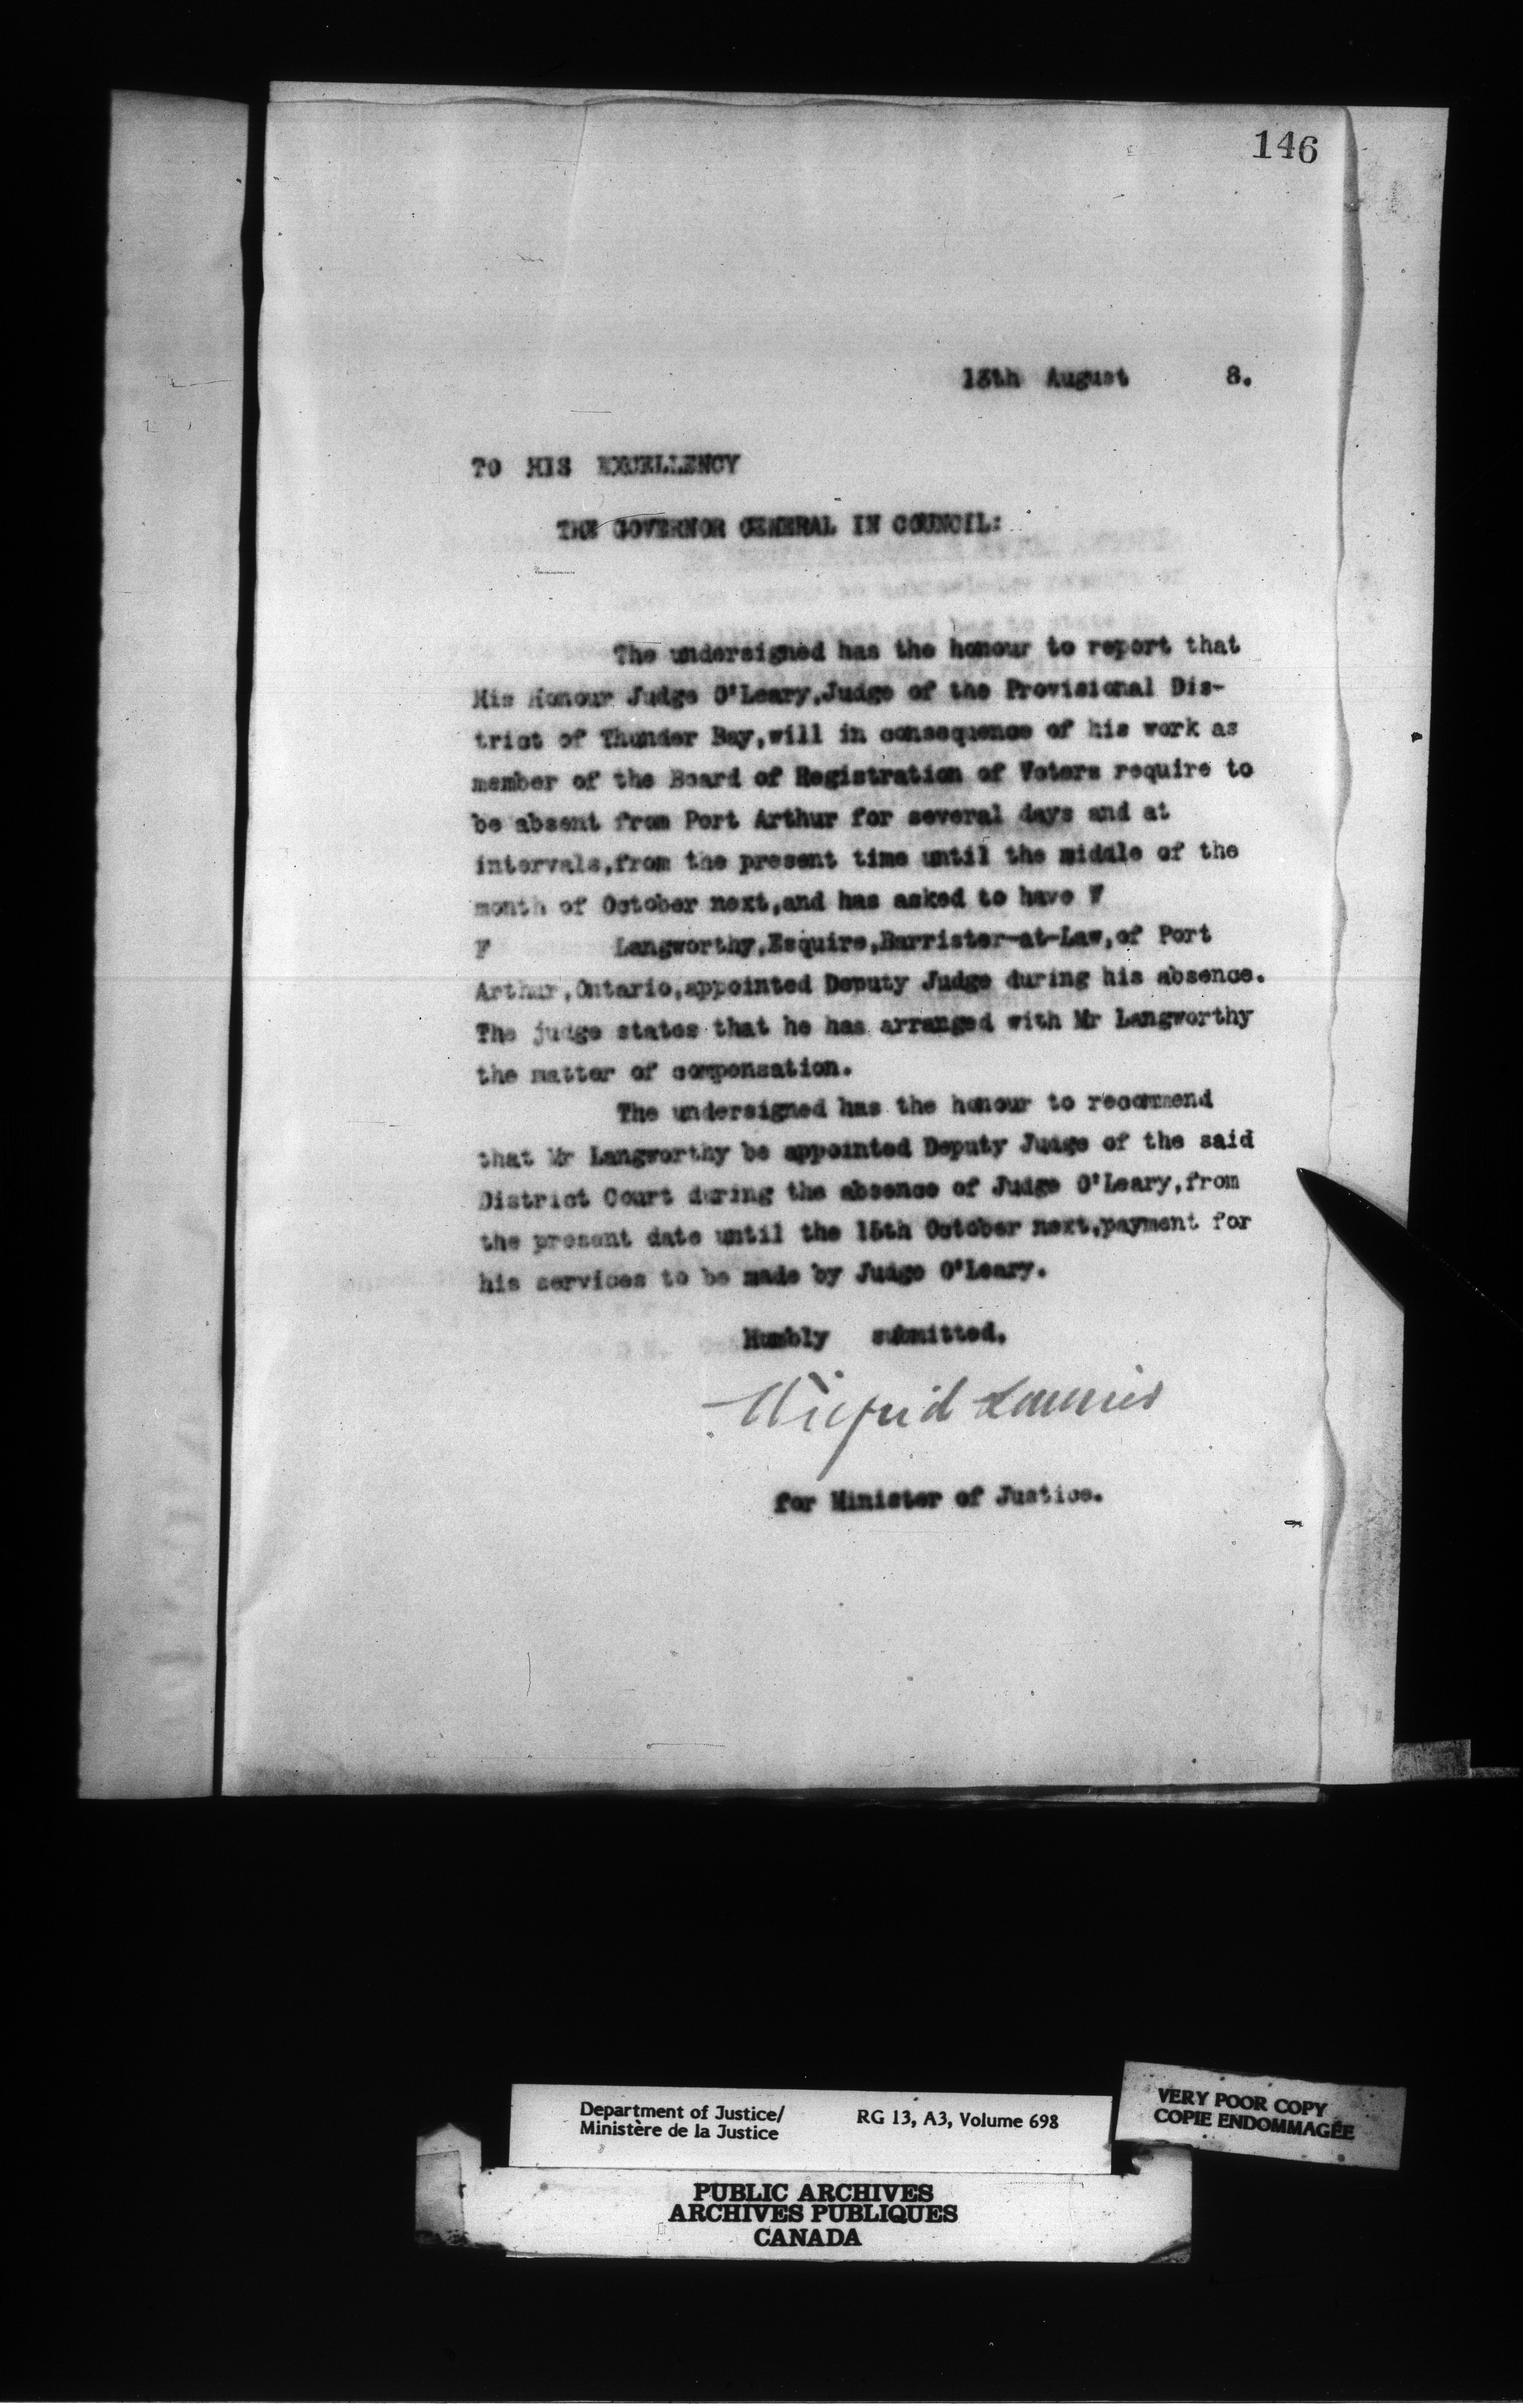 146
13th August 8.
TO HIS EXCELLENCY
THE GOVERNOR GENERAL IN COUNCIL:
The undersigned has the honour to report that
His Honour Judge O'Leary,Judge of the Provisional Dis-
trict of Thunder Bay,will in consequence of his work as
member of the Board of Registration of Voters require to
be absent from Port Arthur for several days and at
intervals,from the present time until the middle of the
month of October next,and has asked to have W
F Langworthy,Esquire,Barrister-at-Law,of Port
Arthur,Ontario,appointed Deputy Judge during his absence.
The judge states that he has arranged with Mr Langworthy
the matter of compensation.
The undersigned has the honour to recommend
that Mr Langworthy be appointed Deputy Judge of the said
District Court during the absence of Judge O'Leary,from
the present date until the 15th October next,payment for
his services to be made by Judge O'Leary.
Humbly submitted,
Wilfrid Laurier
for Minister of Justice.
Department of Justice/ RG 13, A3, Volume 698
Ministère de la Justice
VERY POOR COPY
COPIE ENDOMMAGÉE
PUBLIC ARCHIVES
ARCHIVES PUBLIQUES
CANADA